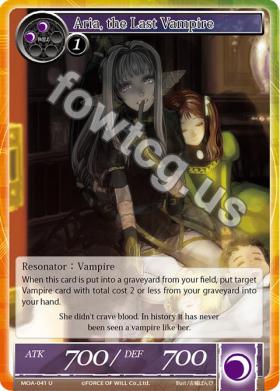 Aria, the Last Vampire
WILL
1
fowtcg.us
Resonator : Vampire
When this card is put into a graveyard from your field, put target
Vampire card with total cost 2 or less from your graveyard into
your hand.
She didn't crave blood. In history it has never
been seen a vampire like her.
ATK 700 / DEF 700
MOA-041 U ©FORCE OF WILL Co.,Ltd. Illust /